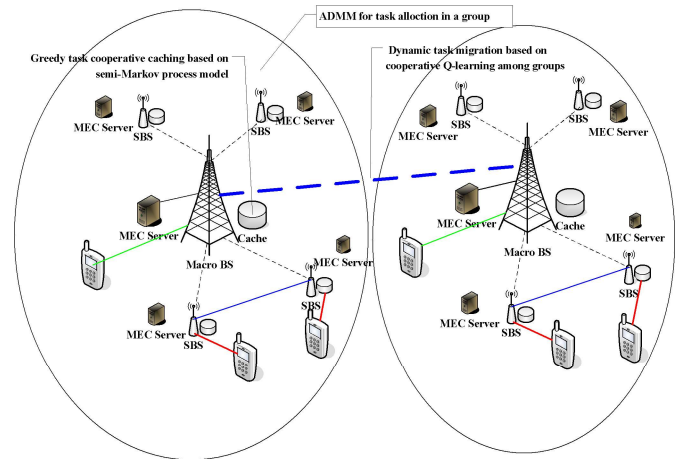 ADMM for task alloction in a group
Greedy task cooperative caching based on
semi-Markov process model
Dynamic task migration based on
cooperative Q-learning among groups
MEC Server
SBS
SBS
MEC Server
MEC Server
Cache
Macro BS
MEC Server
SBS
MEC Server
SBS
MEC Server
SBS
SBS
MEC Server
MEC Server
Cache
Macro BS
MEC Server
SBS
MEC Server
SBS